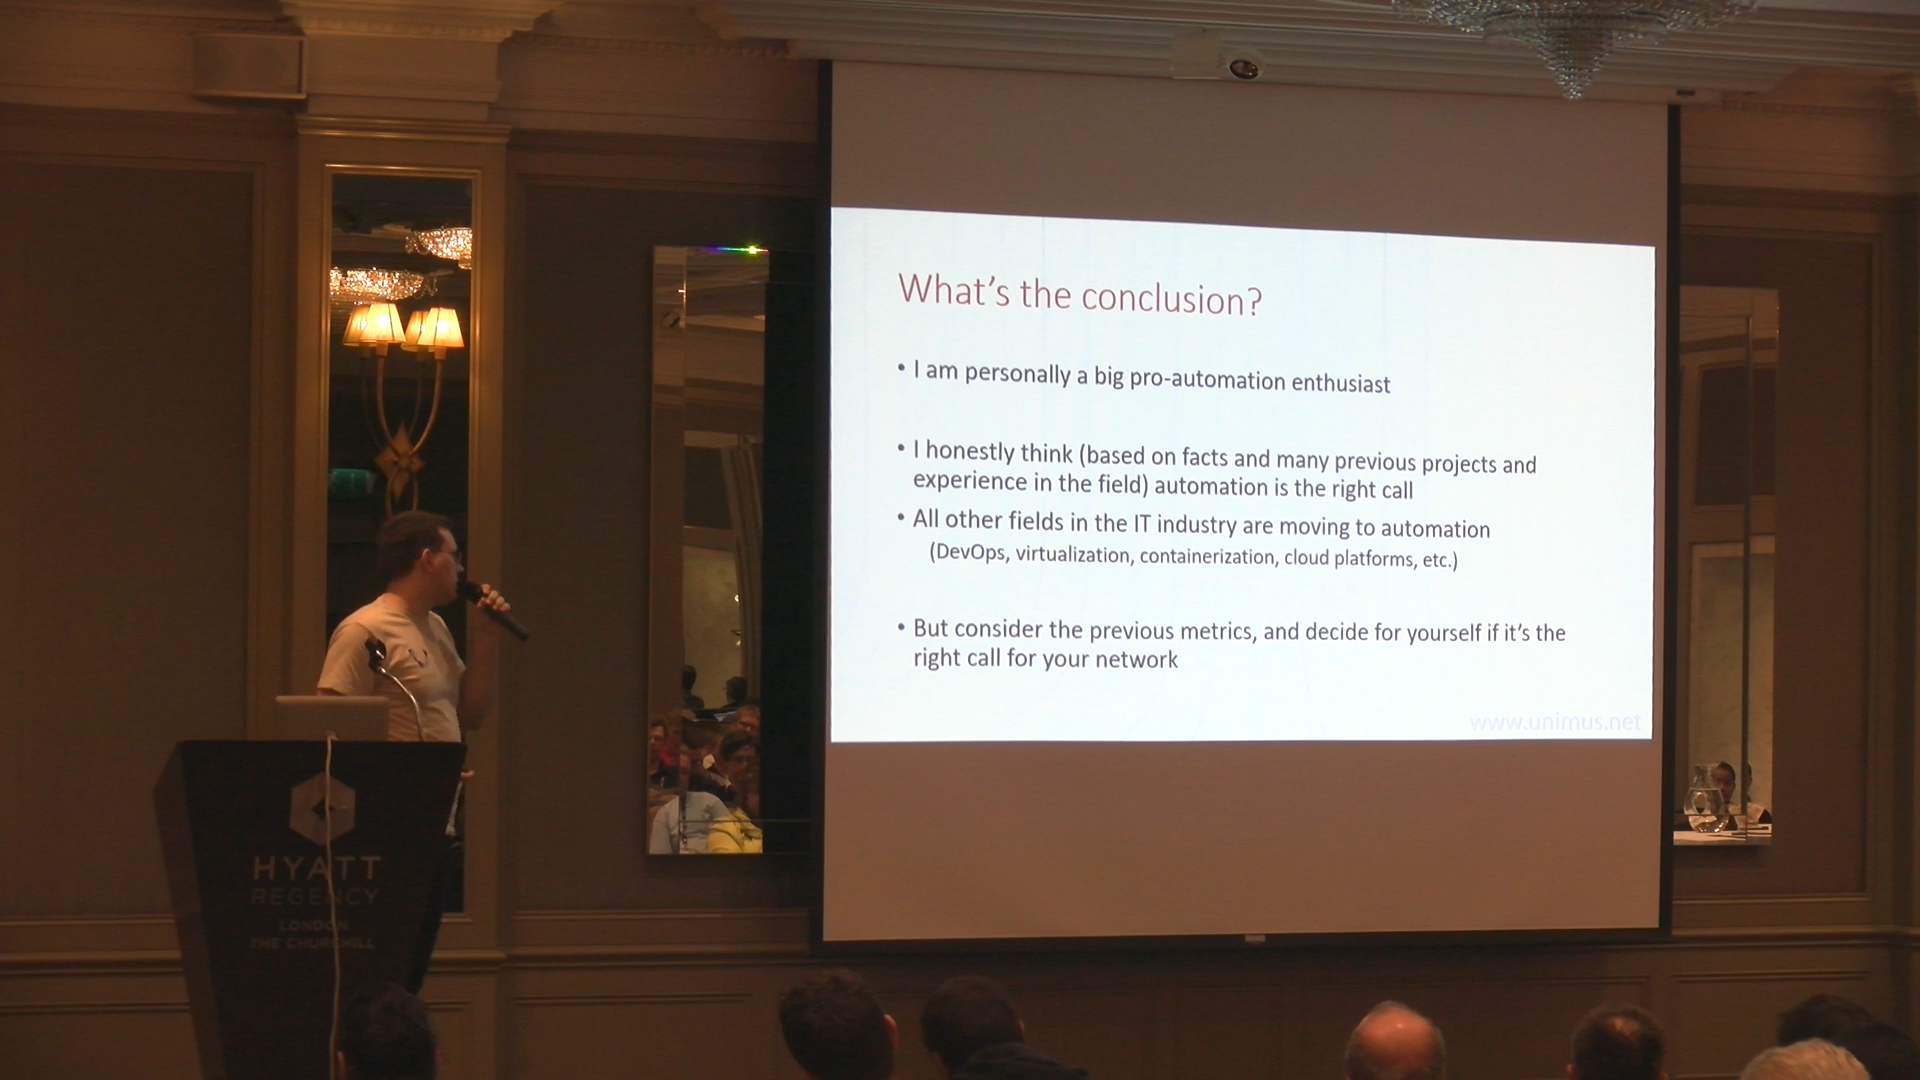 What's the conclusion?
• I am personally a big pro-automation enthusiast
• I honestly think (based on facts and many previous projects and
experience in the field) automation is the right call
• All other fields in the IT industry are moving to automation
(DevOps, virtualization, containerization, cloud platforms, etc.)
• But consider the previous metrics, and decide for yourself if it's the
right call for your network
www.unimus.net
HYATT
REGENCY
LONDON
THE CHURCHILL